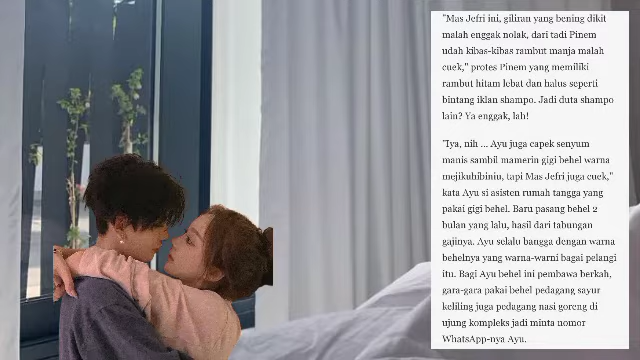 "Mas Jefri ini, giliran yang bening dikit
malah enggak nolak, dari tadi Pinem
udah kibas-kibas rambut manja malah
cuek," protes Pinem yang memiliki
rambut hitam lebat dan halus seperti
bintang iklan shampo. Jadi duta shampo
lain? Ya enggak, lah!
"Iya, nih ... Ayu juga capek senyum
manis sambil mamerin gigi behel warna
mejikuhibiniu, tapi Mas Jefri juga cuek,"
kata Ayu si asisten rumah tangga yang
pakai gigi behel. Baru pasang behel 2
bulan yang lalu, hasil dari tabungan
gajinya. Ayu selalu bangga dengan warna
behelnya yang warna-warni bagai pelangi
itu. Bagi Ayu behel ini pembawa berkah,
gara-gara pakai behel pedagang sayur
keliling juga pedagang nasi goreng di
ujung kompleks jadi minta nomor
WhatsApp-nya Ayu.